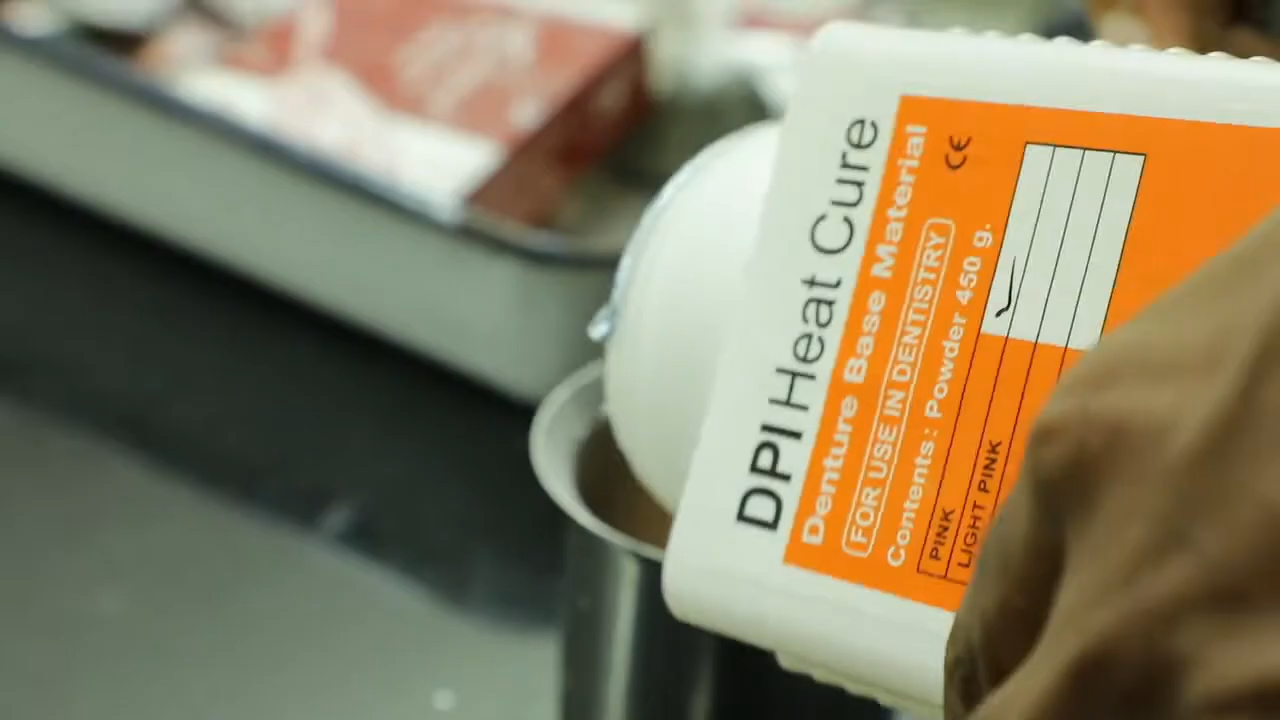 DPI Heat Cure
Denture Base Material
CE
FOR USE IN DENTISTRY
Contents: Powder 450 g.
PINK
LIGHT PINK